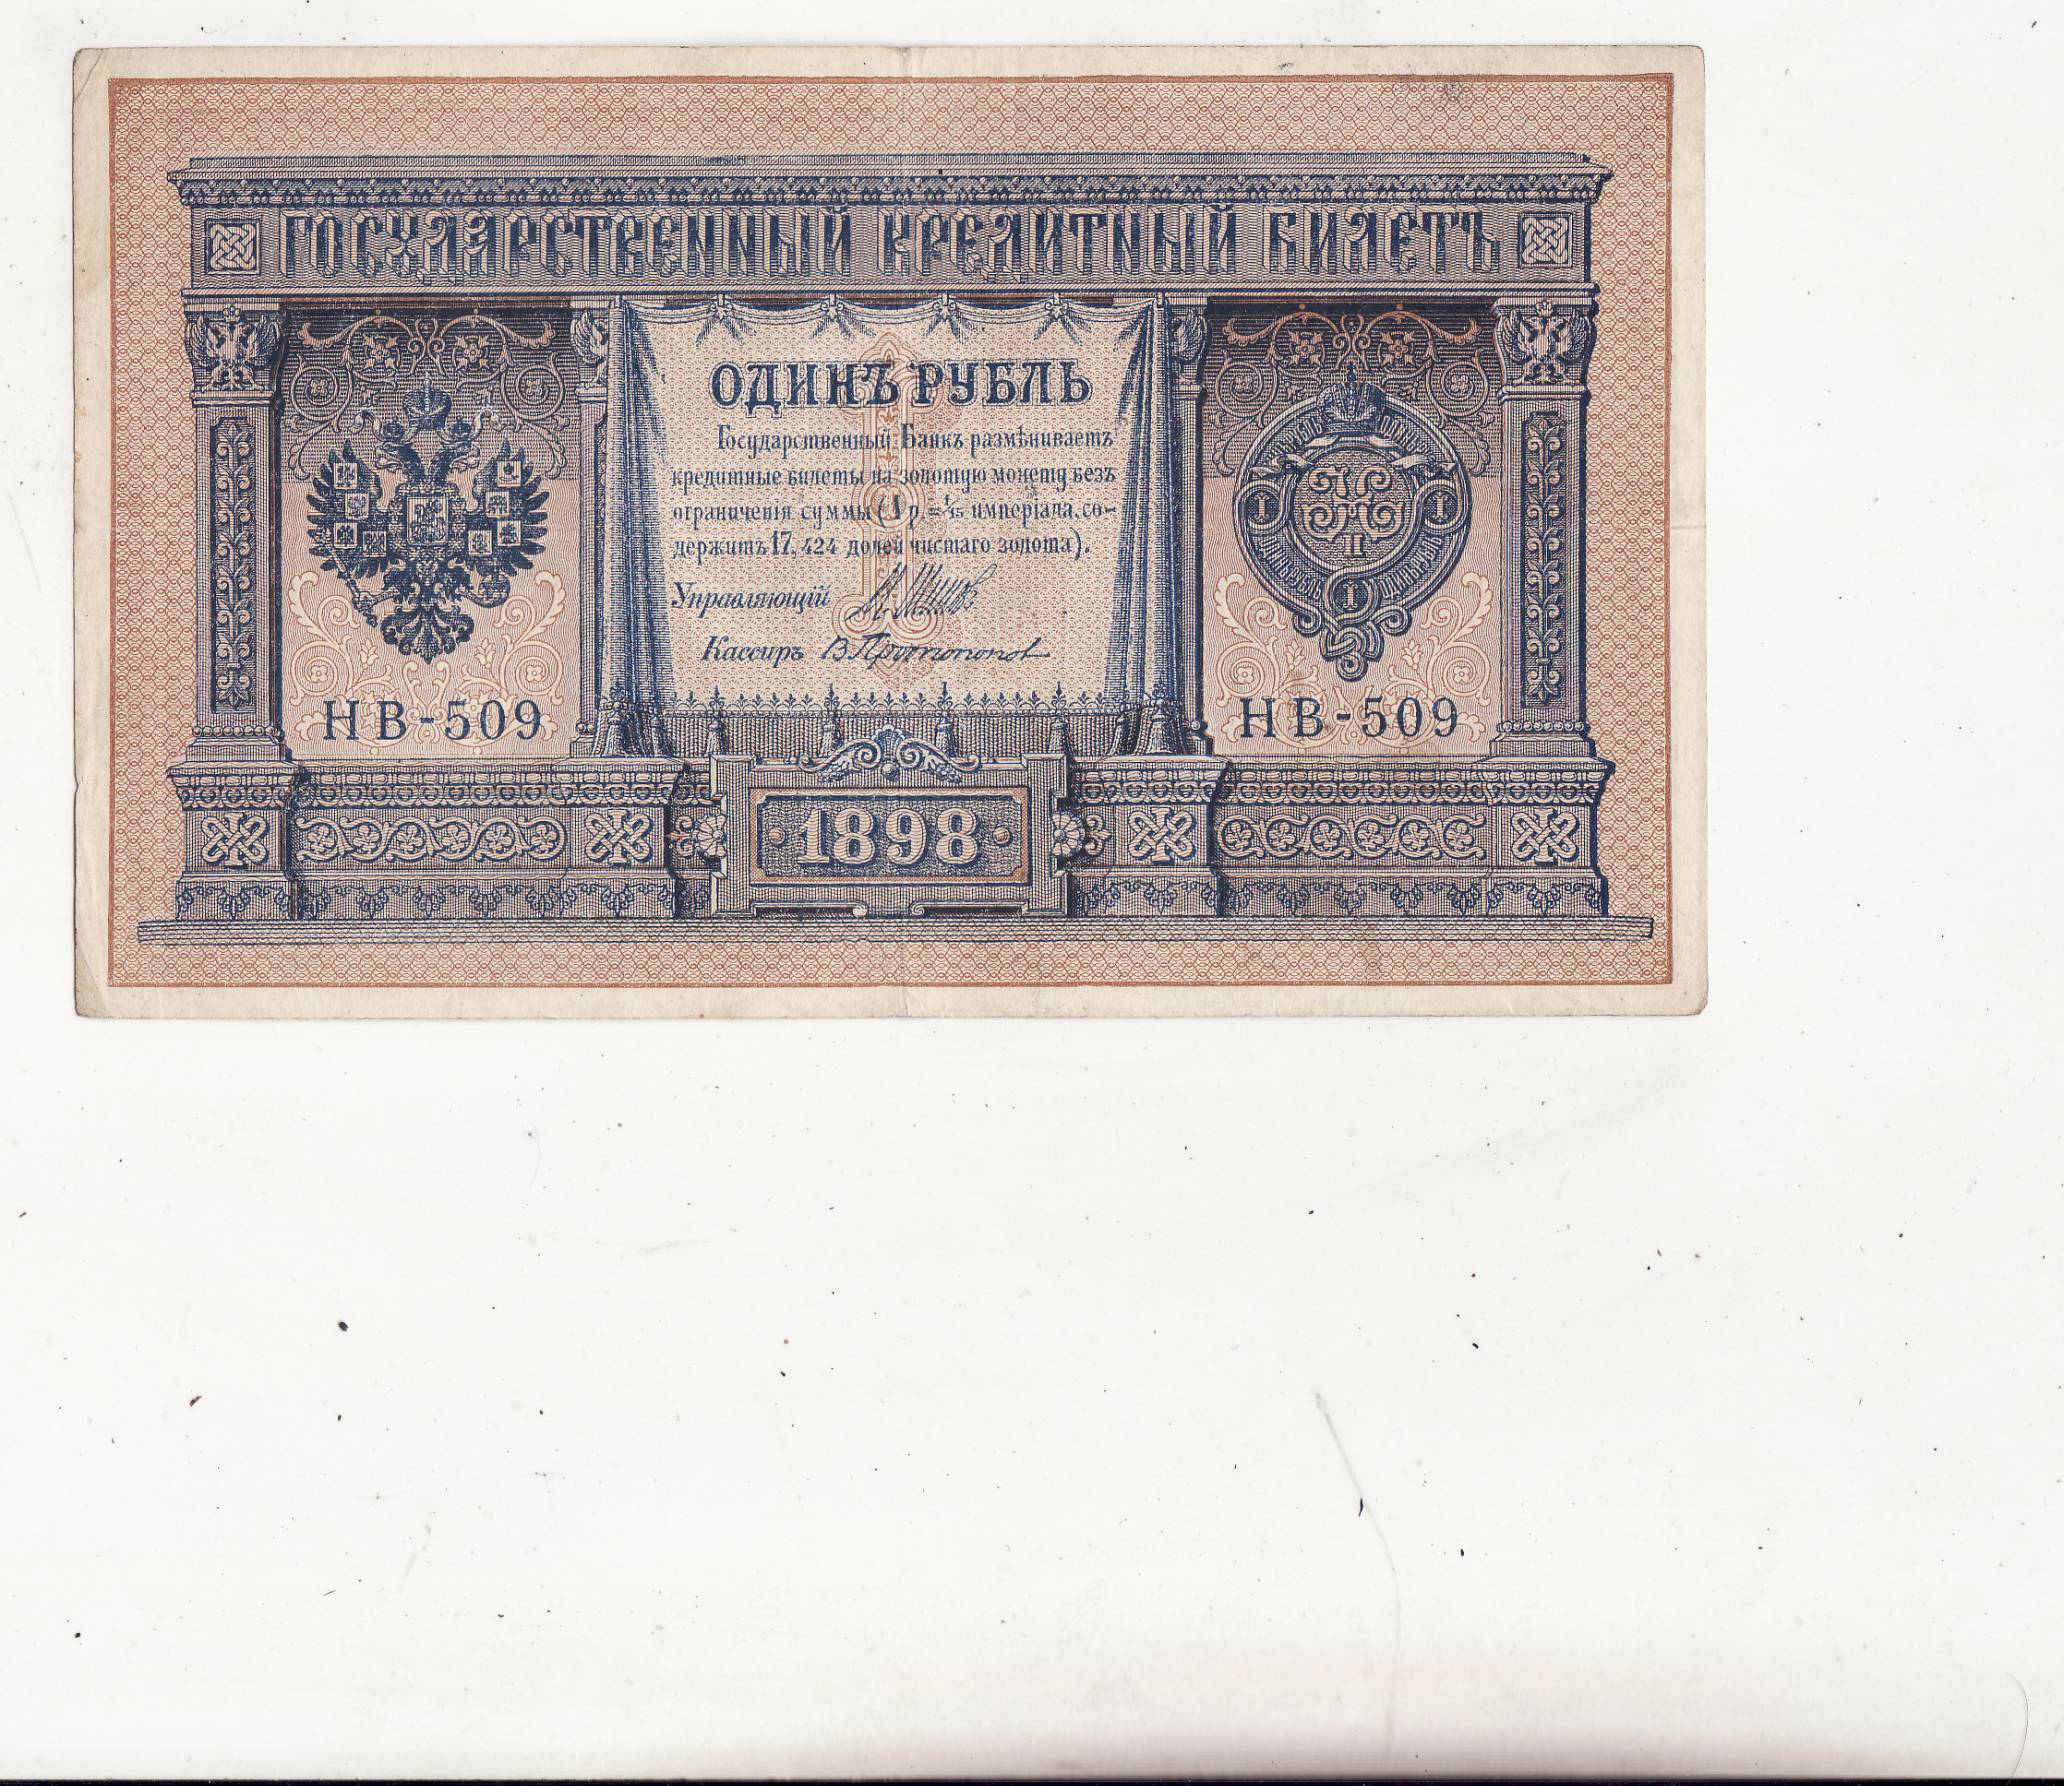 ГОСУДАРСТВЕННЫЙ КРЕДИТНЫЙ БИЛЕТЪ
ОДИНЪ РУБЛЬ
Государственный Банкъ размѣниваетъ
кредитные билеты на золотую монету безъ
ограниченія суммы (1 р. = 1/15 имперіала, со-
держитъ 17,424 долей чистаго золота).
Управляющій
Кассиръ В Протопопов
НВ-509
НВ-509
1898